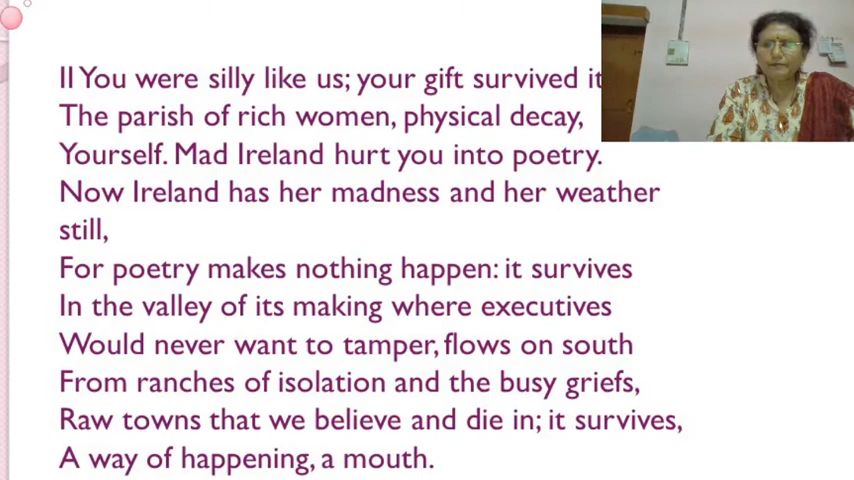 II You were silly like us; your gift survived it
The parish of rich women, physical decay,
Yourself. Mad Ireland hurt you into poetry.
Now Ireland has her madness and her weather
still,
For poetry makes nothing happen: it survives
In the valley of its making where executives
Would never want to tamper, flows on south
From ranches of isolation and the busy griefs,
Raw towns that we believe and die in; it survives,
A way of happening, a mouth.